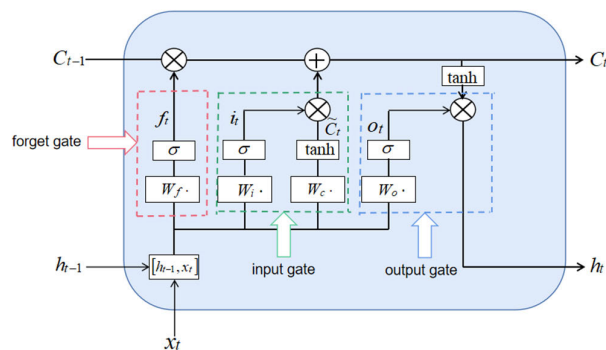 C_{t-1}
C_t
tanh
f_t
i_t
C̃_t
o_t
forget gate
σ
σ
tanh
σ
W_f ·
W_i ·
W_c ·
W_o ·
h_{t-1}
[h_{t-1}, x_t]
input gate
output gate
h_t
x_t